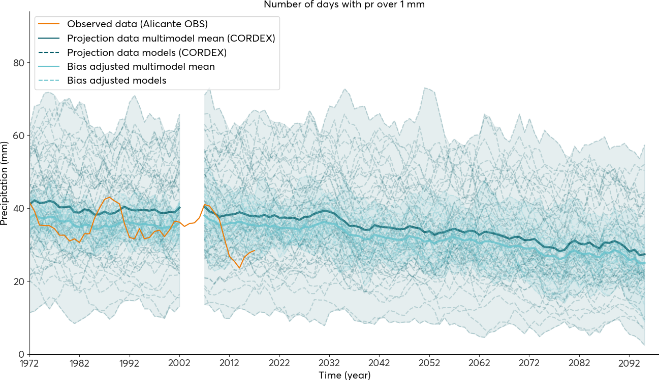 Number of days with pr over 1 mm
Observed data (Alicante OBS)
Projection data multimodel mean (CORDEX)
Projection data models (CORDEX)
Bias adjusted multimodel mean
Bias adjusted models
Precipitation (mm)
80
60
40
20
0
1972 1982 1992 2002 2012 2022 2032 2042 2052 2062 2072 2082 2092
Time (year)